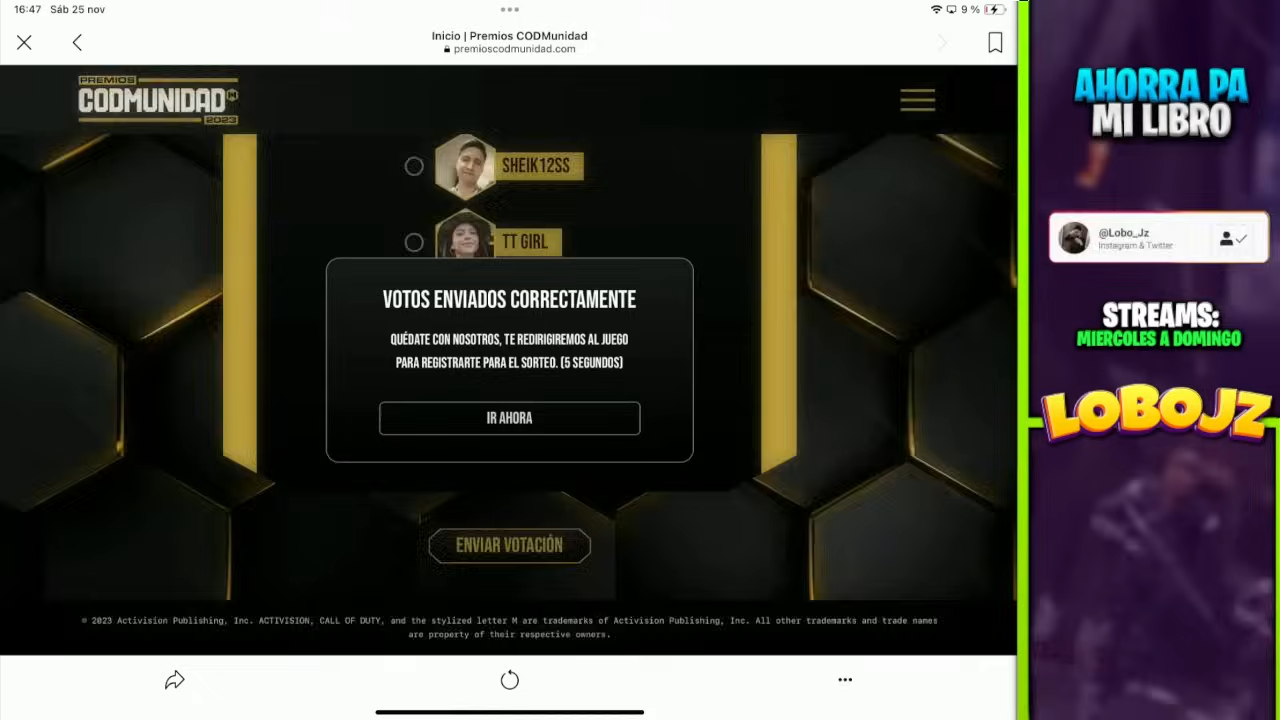 16:47 Sáb 25 nov
9 %
Inicio | Premios CODMunidad
premioscodmunidad.com
PREMIOS
CODMUNIDAD
2023
SHEIK12SS
TT GIRL
VOTOS ENVIADOS CORRECTAMENTE
QUÉDATE CON NOSOTROS, TE REDIRIGIREMOS AL JUEGO
PARA REGISTRARTE PARA EL SORTEO. (5 SEGUNDOS)
IR AHORA
ENVIAR VOTACIÓN
© 2023 Activision Publishing, Inc. ACTIVISION, CALL OF DUTY, and the stylized letter M are trademarks of Activision Publishing, Inc. All other trademarks and trade names
are property of their respective owners.
AHORRA PA
MI LIBRO
@Lobo_Jz
Instagram & Twitter
STREAMS:
MIERCOLES A DOMINGO
LOBOJZ